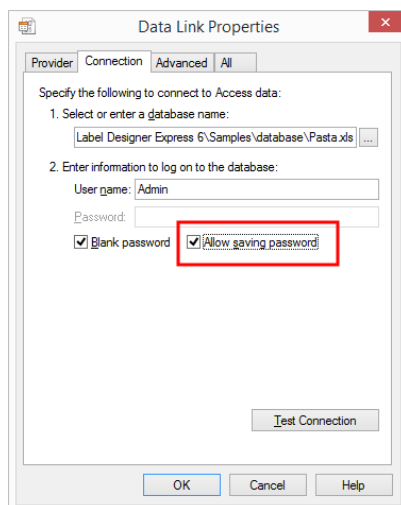 Data Link Properties
Provider Connection Advanced All
Specify the following to connect to Access data:
1. Select or enter a database name:
Label Designer Express 6\Samples\database\Pasta.xls ...
2. Enter information to log on to the database:
User name: Admin
Password:
Blank password Allow saving password
Test Connection
OK Cancel Help